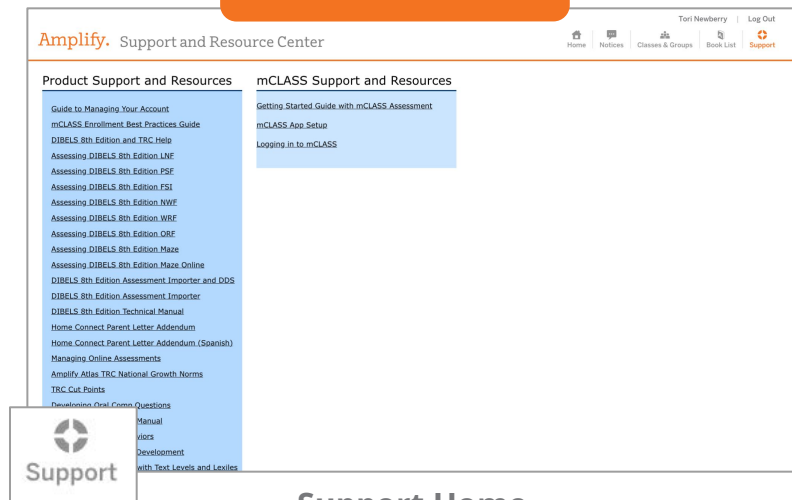 Tori Newberry | Log Out
Amplify. Support and Resource Center
Home Notices Classes & Groups Book List Support
Product Support and Resources
Guide to Managing Your Account
mCLASS Enrollment Best Practices Guide
DIBELS 8th Edition and TRC Help
Assessing DIBELS 8th Edition LNF
Assessing DIBELS 8th Edition PSF
Assessing DIBELS 8th Edition FSI
Assessing DIBELS 8th Edition NWF
Assessing DIBELS 8th Edition WRF
Assessing DIBELS 8th Edition ORF
Assessing DIBELS 8th Edition Maze
Assessing DIBELS 8th Edition Maze Online
DIBELS 8th Edition Assessment Importer and DDS
DIBELS 8th Edition Assessment Importer
DIBELS 8th Edition Technical Manual
Home Connect Parent Letter Addendum
Home Connect Parent Letter Addendum (Spanish)
Managing Online Assessments
Amplify Atlas TRC National Growth Norms
TRC Cut Points
Developing Oral Comp Questions
Manual
viors
Development
with Text Levels and Lexiles
mCLASS Support and Resources
Getting Started Guide with mCLASS Assessment
mCLASS App Setup
Logging in to mCLASS
Support
Support Home